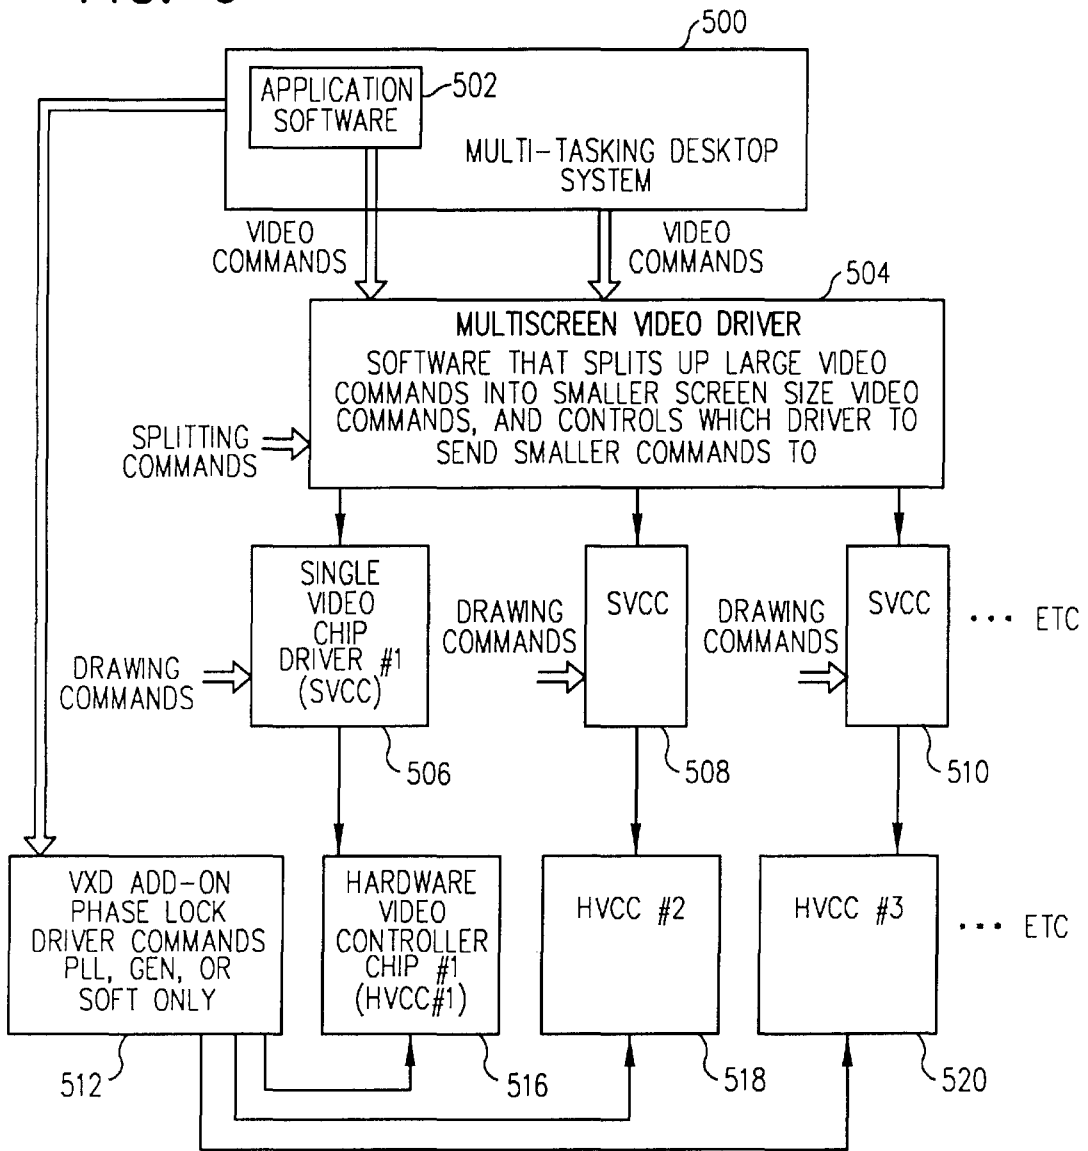 500
APPLICATION
SOFTWARE
502
MULTI-TASKING DESKTOP
SYSTEM
VIDEO
COMMANDS
VIDEO
COMMANDS
504
MULTISCREEN VIDEO DRIVER
SOFTWARE THAT SPLITS UP LARGE VIDEO
COMMANDS INTO SMALLER SCREEN SIZE VIDEO
COMMANDS, AND CONTROLS WHICH DRIVER TO
SEND SMALLER COMMANDS TO
SPLITTING
COMMANDS
SINGLE
VIDEO
CHIP
DRIVER #1
(SVCC)
DRAWING
COMMANDS
506
SVCC
DRAWING
COMMANDS
508
SVCC
DRAWING
COMMANDS
510
... ETC
VXD ADD-ON
PHASE LOCK
DRIVER COMMANDS
PLL, GEN, OR
SOFT ONLY
512
HARDWARE
VIDEO
CONTROLLER
CHIP #1
(HVCC#1)
516
HVCC #2
518
HVCC #3
520
... ETC